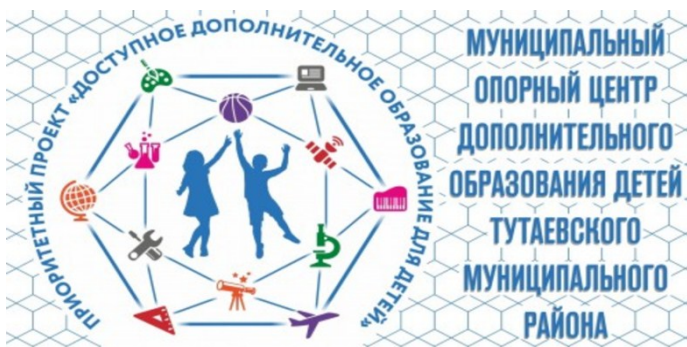 ПРИОРИТЕТНЫЙ ПРОЕКТ «ДОСТУПНОЕ ДОПОЛНИТЕЛЬНОЕ ОБРАЗОВАНИЕ ДЛЯ ДЕТЕЙ»
МУНИЦИПАЛЬНЫЙ
ОПОРНЫЙ ЦЕНТР
ДОПОЛНИТЕЛЬНОГО
ОБРАЗОВАНИЯ ДЕТЕЙ
ТУТАЕВСКОГО
МУНИЦИПАЛЬНОГО
РАЙОНА